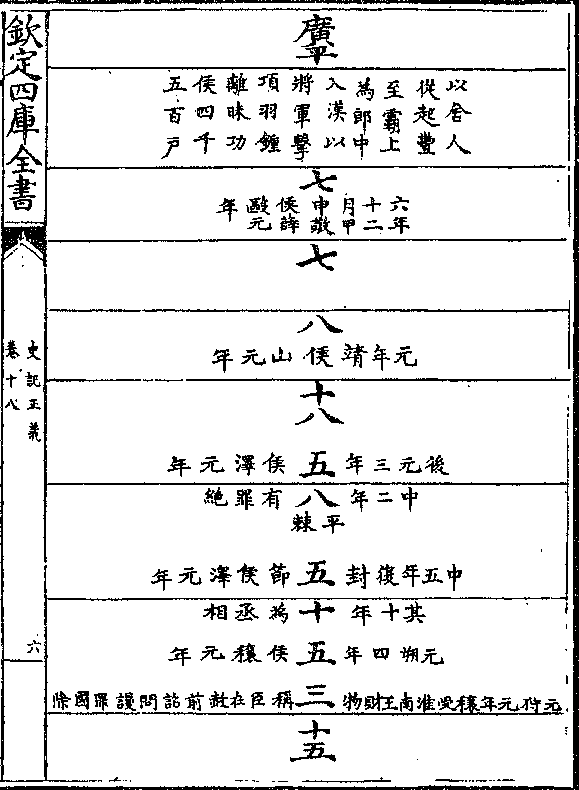 廣平
以舍人
從起豐
至霸上
為郎中
入漢以
將軍擊
項羽鍾
離眛功
侯四千
五百戶
七
六年
十二
月甲
申敬
侯薛
歐元
年
七
八
元年靖侯山元年
十八
後元三年五侯澤元年
中二年八有罪絕
平棘
中五年復封五節侯澤元年
其十年十為丞相
元朔四年五侯穰元年
元狩元年穰受淮南王財物三稱臣在赦前詔問謾罪國除
十五
欽定四庫全書
史記正義
卷十八
六